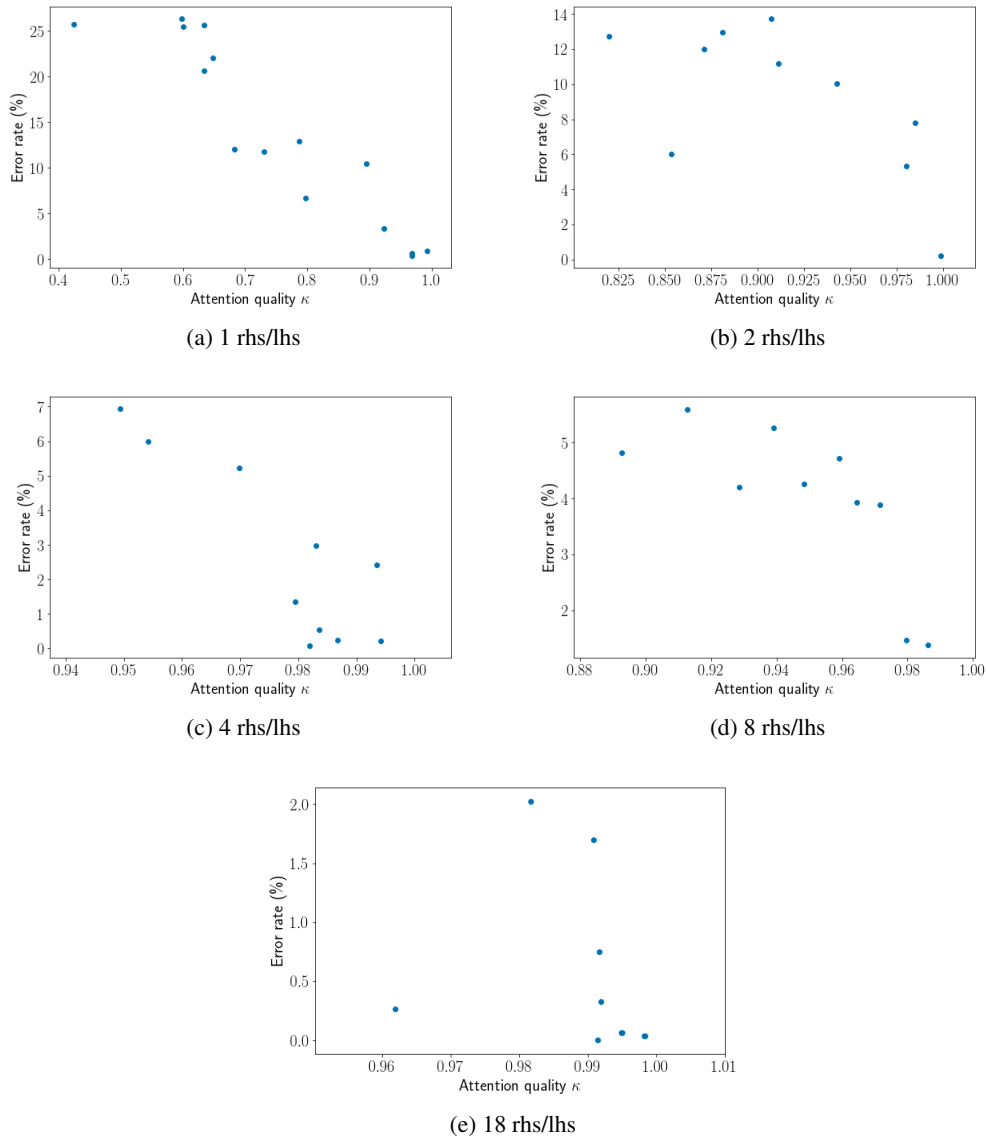 25
20
15
10
5
0
Error rate (%)
0.4 0.5 0.6 0.7 0.8 0.9 1.0
Attention quality κ
(a) 1 rhs/lhs
14
12
10
8
6
4
2
0
Error rate (%)
0.825 0.850 0.875 0.900 0.925 0.950 0.975 1.000
Attention quality κ
(b) 2 rhs/lhs
7
6
5
4
3
2
1
0
Error rate (%)
0.94 0.95 0.96 0.97 0.98 0.99 1.00
Attention quality κ
(c) 4 rhs/lhs
5
4
3
2
Error rate (%)
0.88 0.90 0.92 0.94 0.96 0.98 1.00
Attention quality κ
(d) 8 rhs/lhs
2.0
1.5
1.0
0.5
0.0
Error rate (%)
0.96 0.97 0.98 0.99 1.00 1.01
Attention quality κ
(e) 18 rhs/lhs